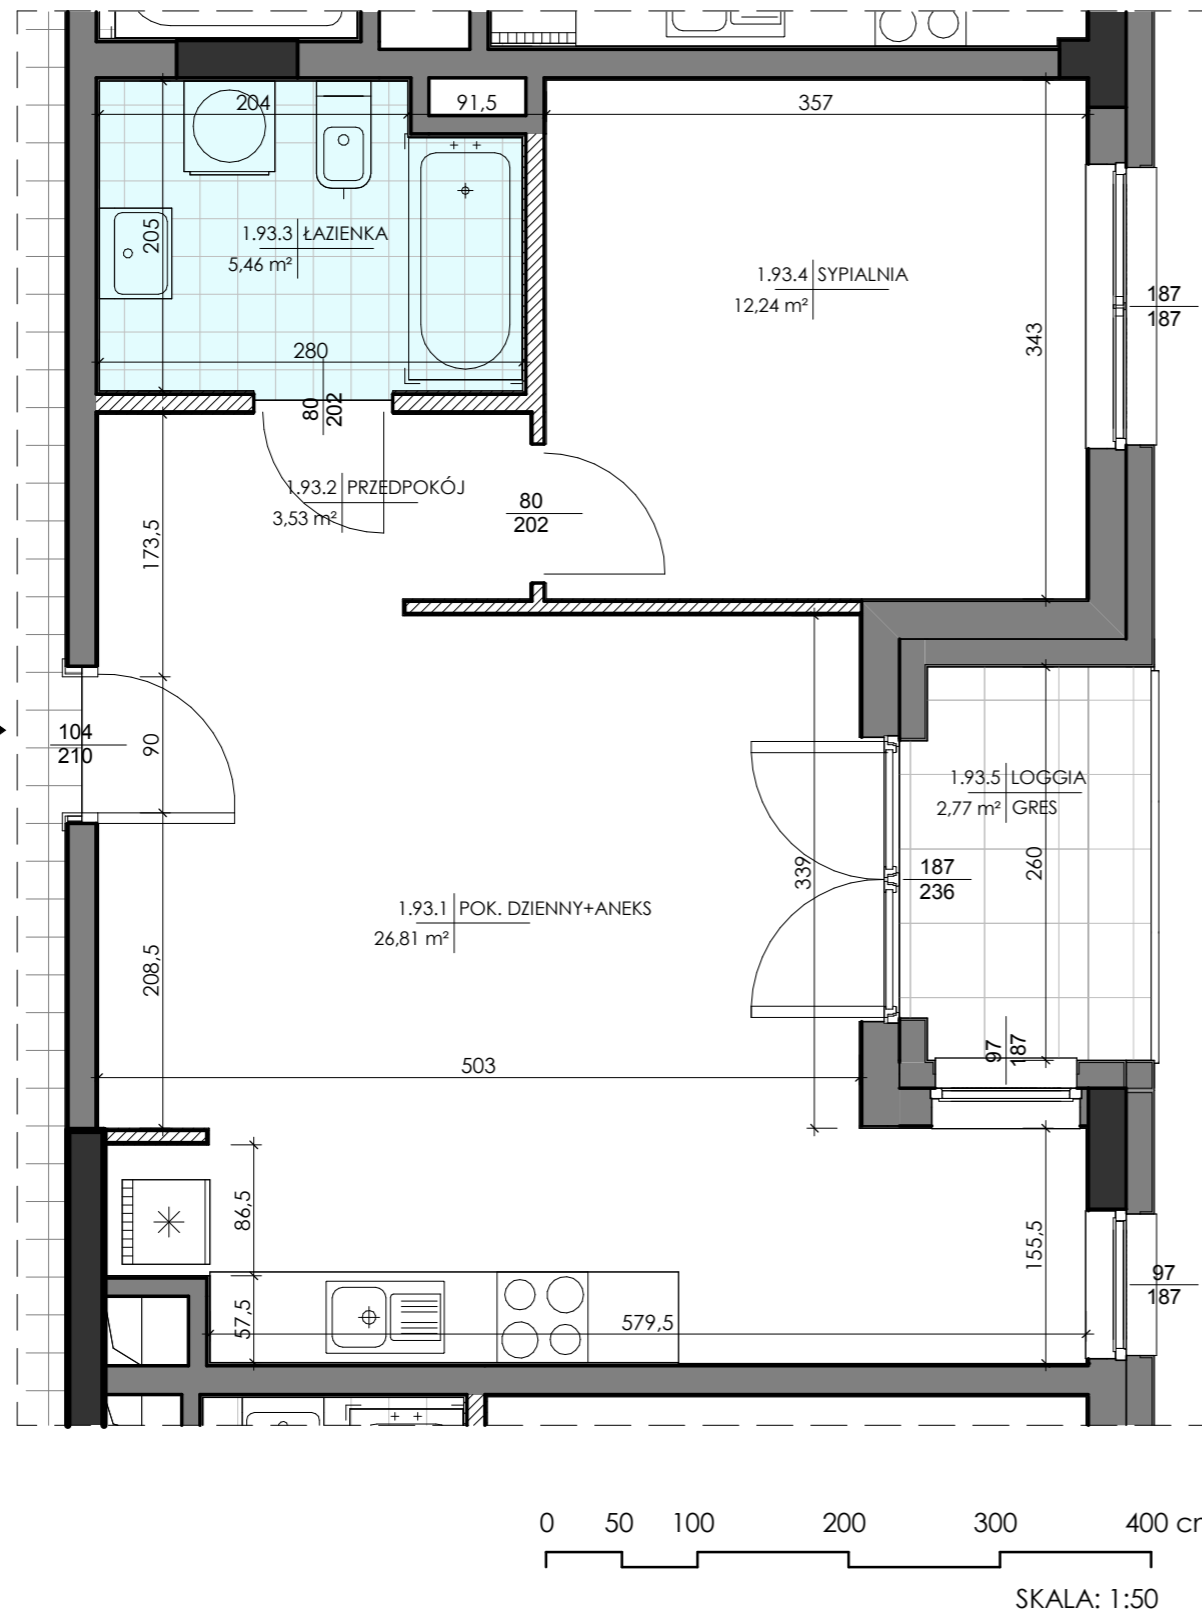 204
91,5
357
205
1.93.3 ŁAZIENKA
5,46 m²
1.93.4 SYPIALNIA
12,24 m²
187
187
343
280
80
202
1.93.2 PRZEDPOKÓJ
3,53 m²
80
202
173,5
104
210
90
1.93.5 LOGGIA
2,77 m² GRES
339
187
236
260
1.93.1 POK. DZIENNY+ANEKS
26,81 m²
208,5
97
187
503
86,5
155,5
97
187
57,5
579,5
0 50 100 200 300 400 cm
SKALA: 1:50